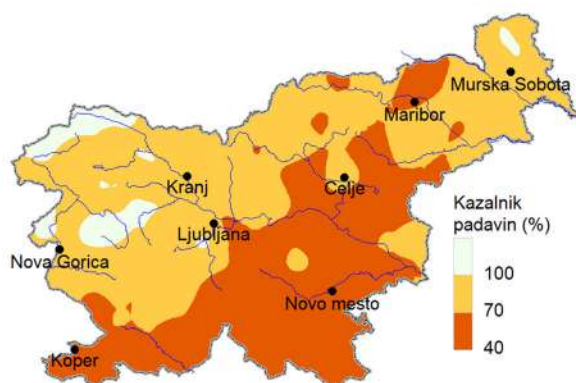 Murska Sobota
Maribor
Kranj
Celje
Ljubljana
Nova Gorica
Novo mesto
Koper
Kazalnik
padavin (%)
100
70
40